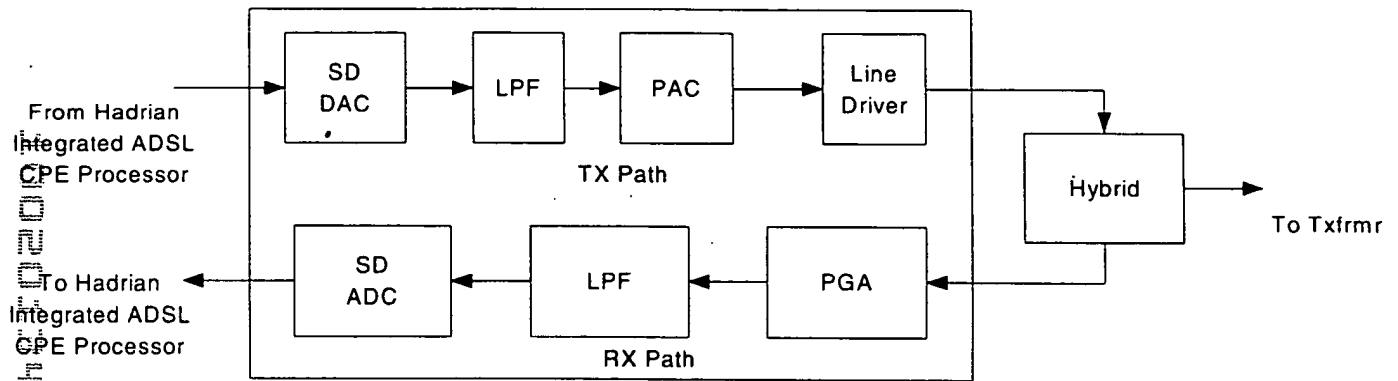 SD
DAC
LPF
PAC
Line
Driver
From Hadrian
Integrated ADSL
CPE Processor
TX Path
Hybrid
To Txfrmr
SD
ADC
LPF
PGA
To Hadrian
Integrated ADSL
CPE Processor
RX Path